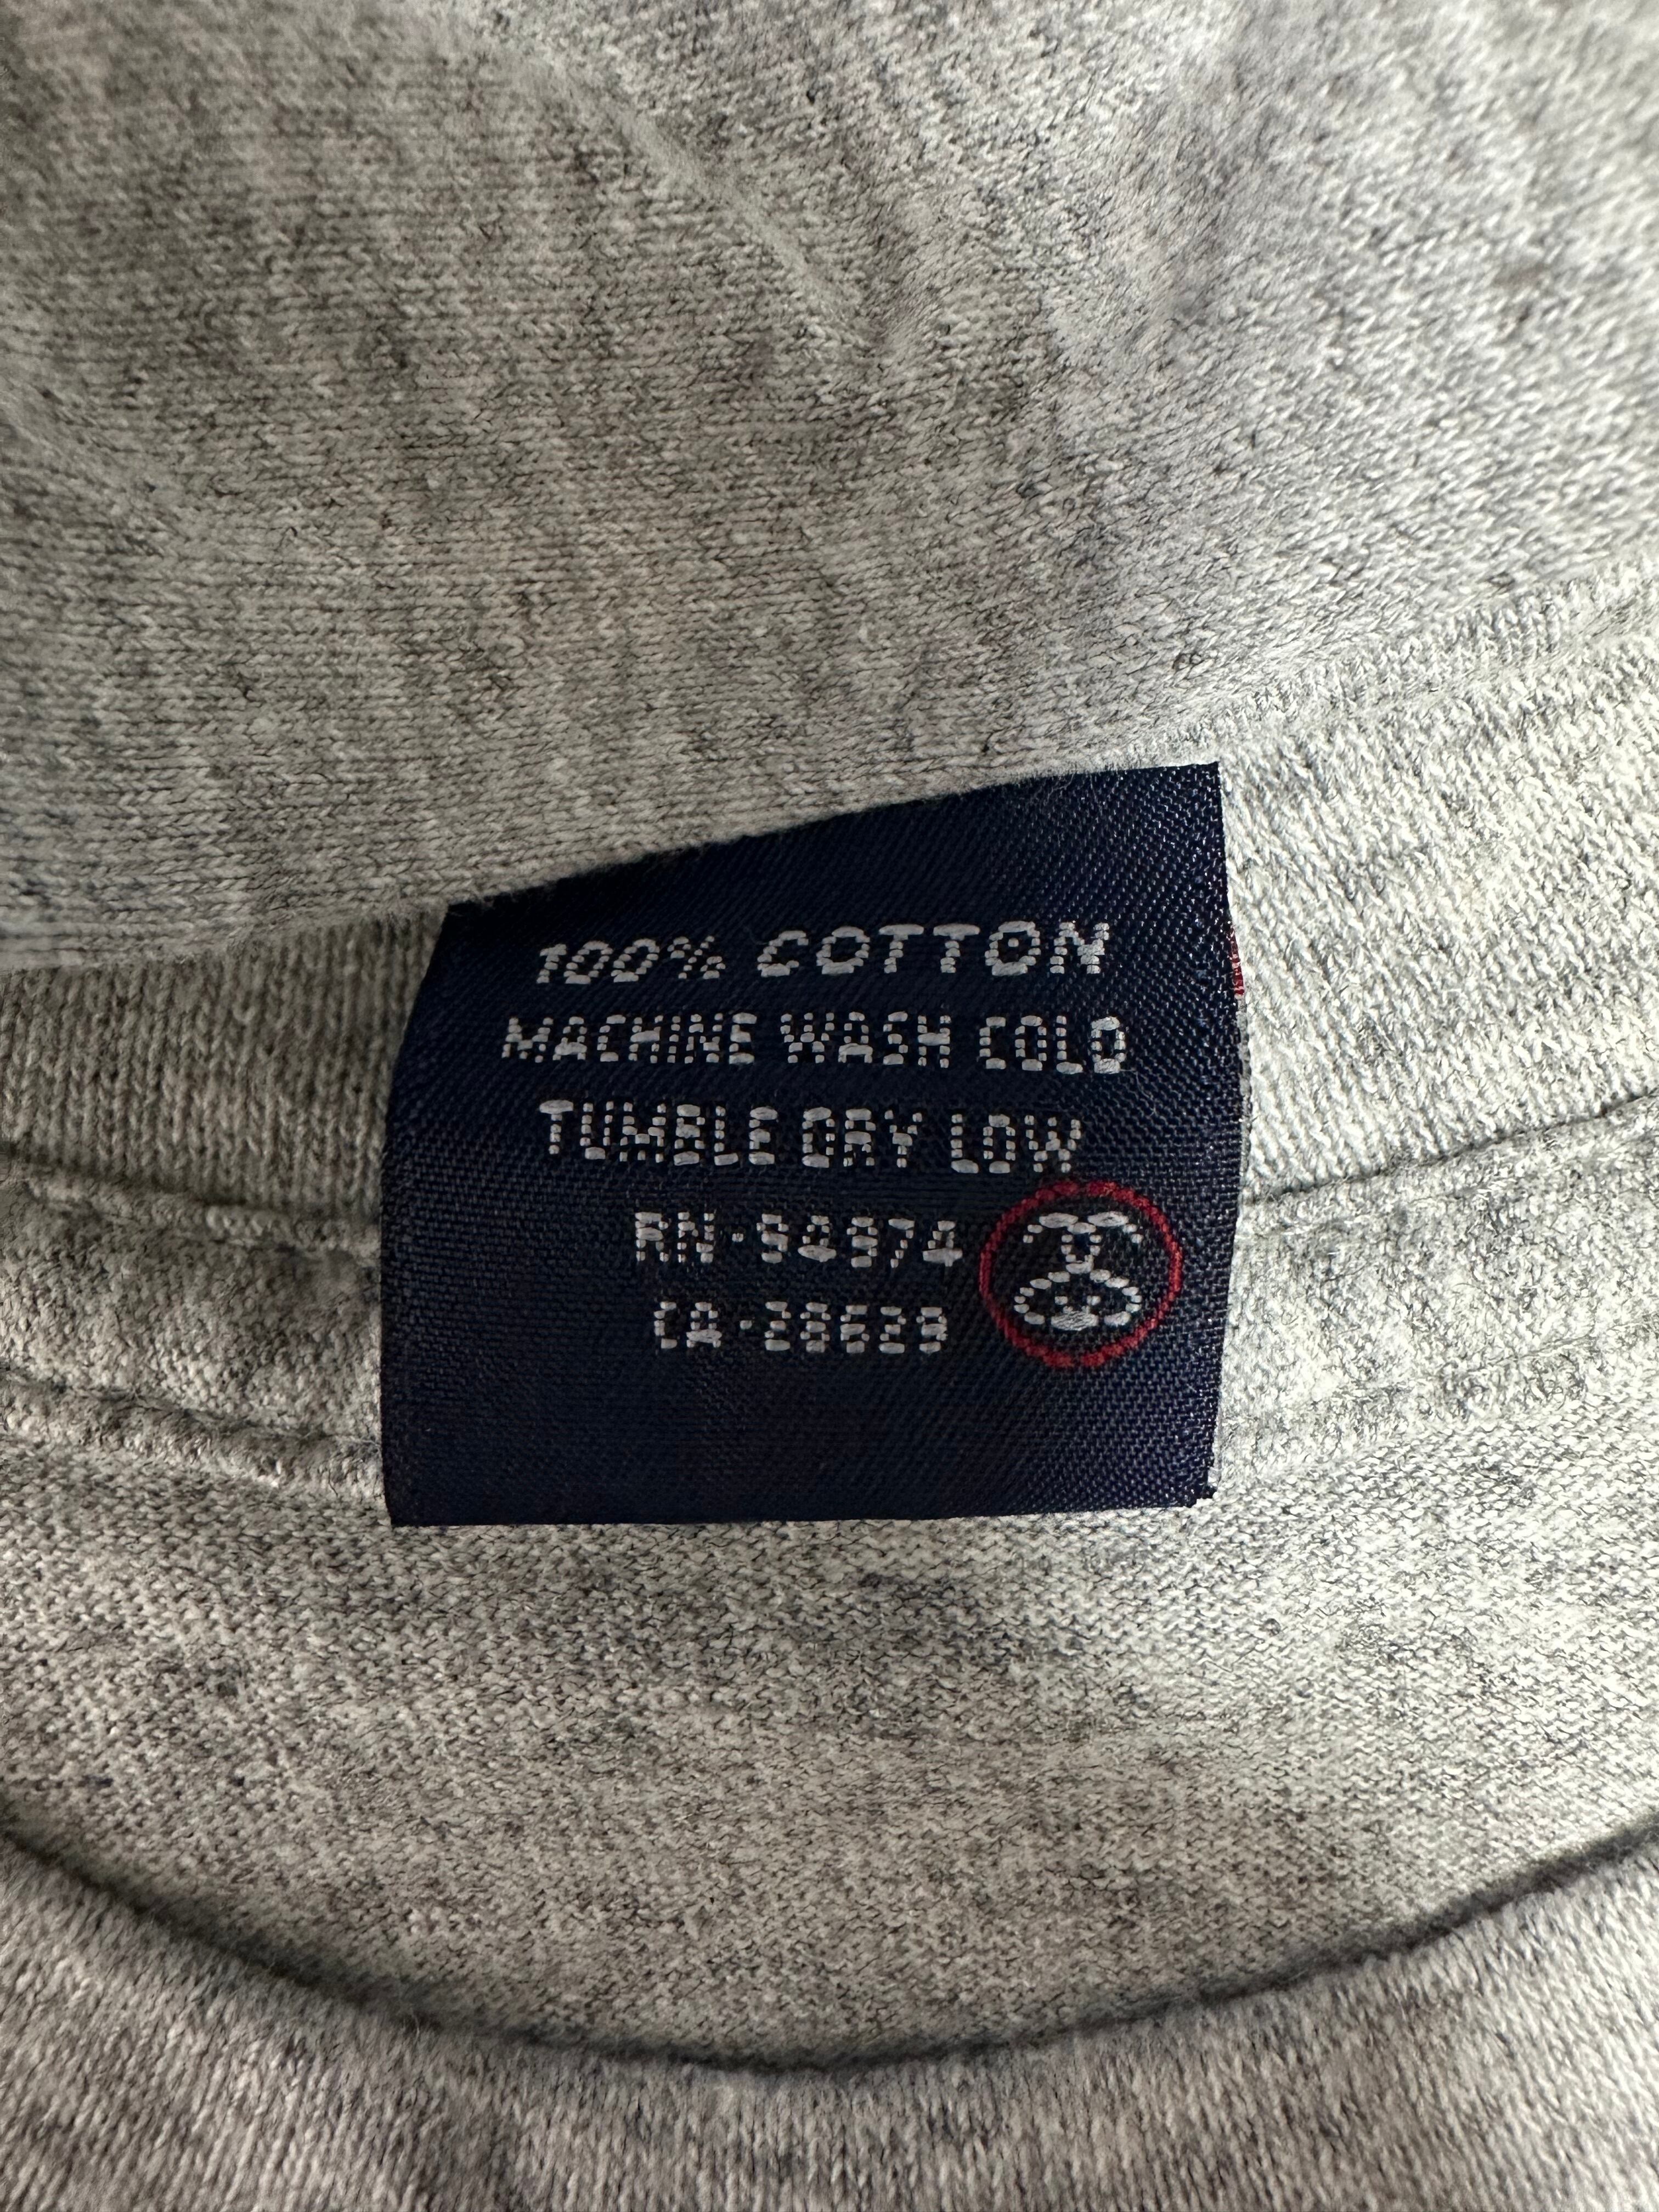 100% COTTON
MACHINE WASH COLD
TUMBLE DRY LOW
RN-94974
CA-28629